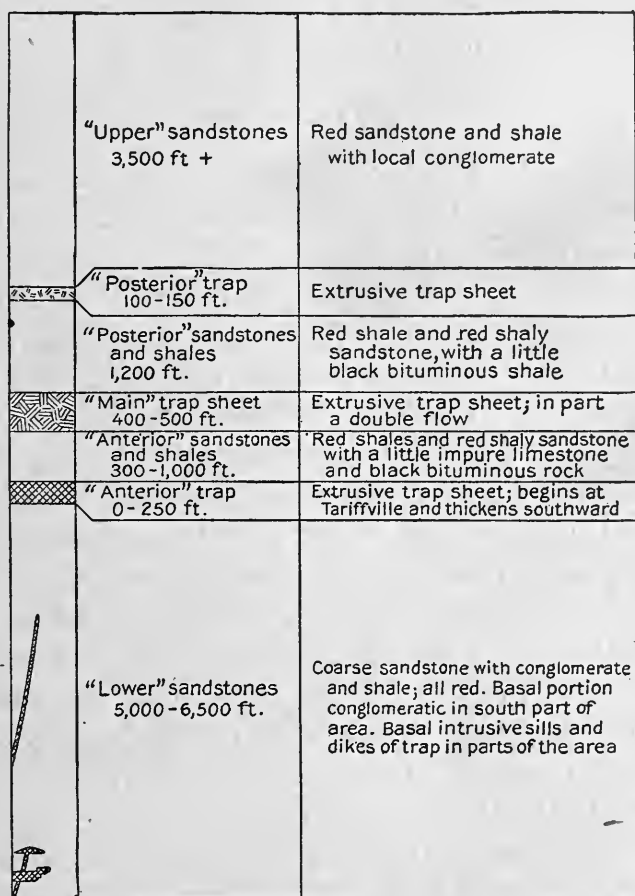 "Upper" sandstones
3,500 ft +
Red sandstone and shale
with local conglomerate
"Posterior" trap
100-150 ft.
Extrusive trap sheet
"Posterior" sandstones
and shales
1,200 ft.
Red shale and red shaly
sandstone, with a little
black bituminous shale
"Main" trap sheet
400-500 ft.
Extrusive trap sheet; in part
a double flow
"Anterior" sandstones
and shales
300-1,000 ft.
Red shales and red shaly sandstone
with a little impure limestone
and black bituminous rock
"Anterior" trap
0-250 ft.
Extrusive trap sheet; begins at
Tariffville and thickens southward
"Lower" sandstones
5,000-6,500 ft.
Coarse sandstone with conglomerate
and shale; all red. Basal portion
conglomeratic in south part of
area. Basal intrusive sills and
dikes of trap in parts of the area